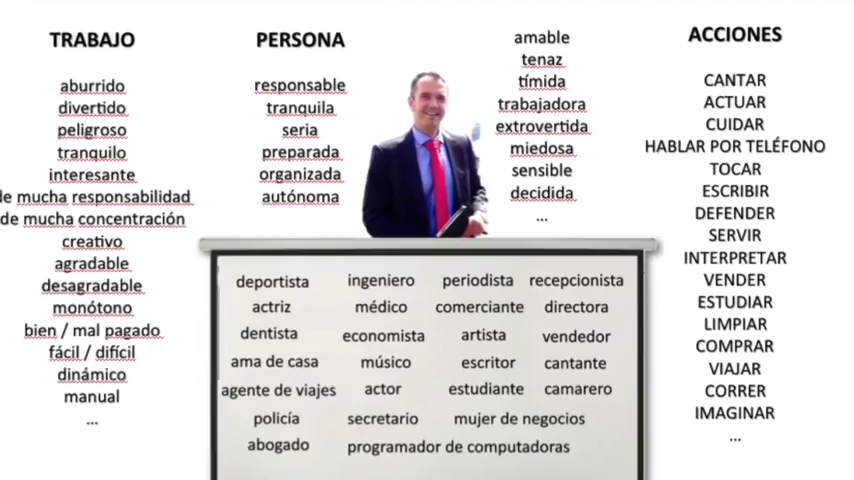 TRABAJO
aburrido
divertido
peligroso
tranquilo
interesante
de mucha responsabilidad
de mucha concentración
creativo
agradable
desagradable
monótono
bien / mal pagado
fácil / difícil
dinámico
manual
...
PERSONA
responsable
tranquila
seria
preparada
organizada
autónoma
amable
tenaz
tímida
trabajadora
extrovertida
miedosa
sensible
decidida
...
ACCIONES
CANTAR
ACTUAR
CUIDAR
HABLAR POR TELÉFONO
TOCAR
ESCRIBIR
DEFENDER
SERVIR
INTERPRETAR
VENDER
ESTUDIAR
LIMPIAR
COMPRAR
VIAJAR
CORRER
IMAGINAR
...
deportista ingeniero periodista recepcionista
actriz médico comerciante directora
dentista economista artista vendedor
ama de casa músico escritor cantante
agente de viajes actor estudiante camarero
policía secretario mujer de negocios
abogado programador de computadoras